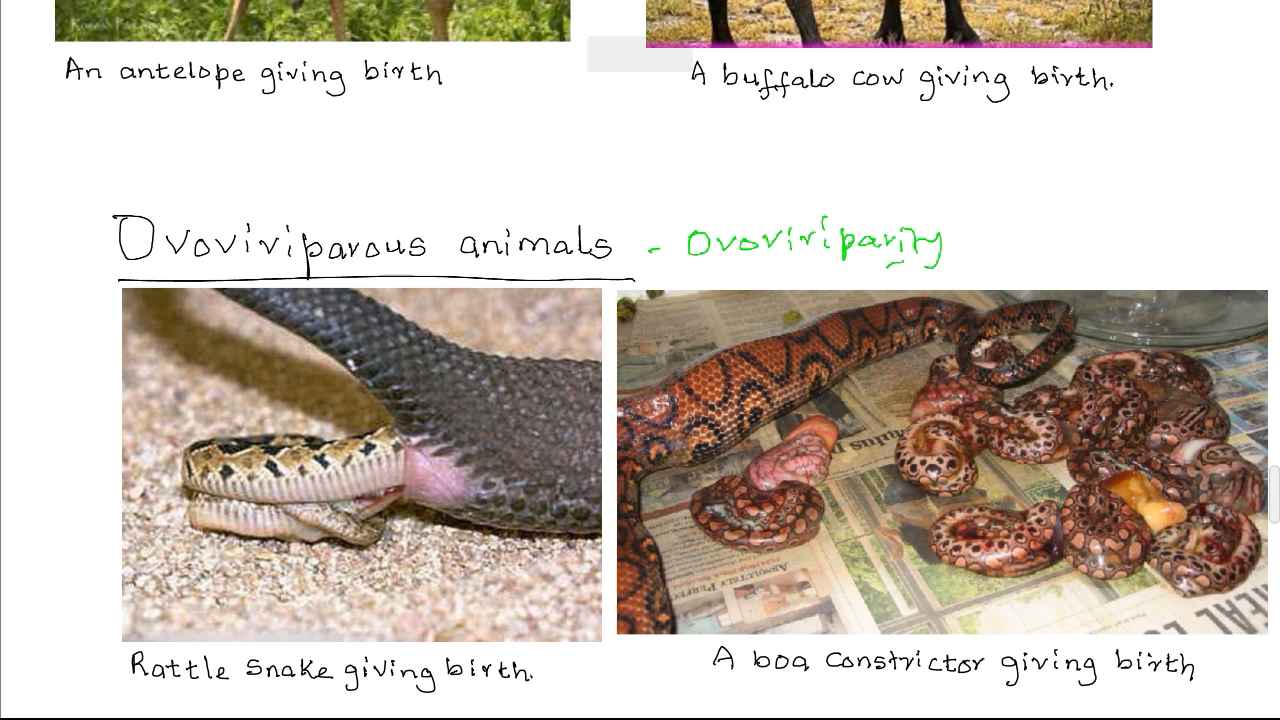 An antelope giving birth
A buffalo cow giving birth.
Ovoviviparous animals - Ovoviviparity
Rattle snake giving birth.
A boa constrictor giving birth